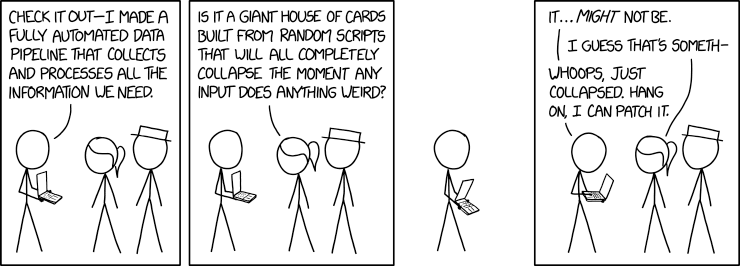 CHECK IT OUT—I MADE A
FULLY AUTOMATED DATA
PIPELINE THAT COLLECTS
AND PROCESSES ALL THE
INFORMATION WE NEED.
IS IT A GIANT HOUSE OF CARDS
BUILT FROM RANDOM SCRIPTS
THAT WILL ALL COMPLETELY
COLLAPSE THE MOMENT ANY
INPUT DOES ANYTHING WEIRD?
IT... MIGHT NOT BE.
I GUESS THAT'S SOMETH-
WHOOPS, JUST
COLLAPSED. HANG
ON, I CAN PATCH IT.